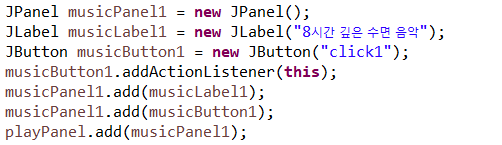 JPanel musicPanel1 = new JPanel();
JLabel musicLabel1 = new JLabel("8시간 깊은 수면 음악");
JButton musicButton1 = new JButton("click1");
musicButton1.addActionListener(this);
musicPanel1.add(musicLabel1);
musicPanel1.add(musicButton1);
playPanel.add(musicPanel1);